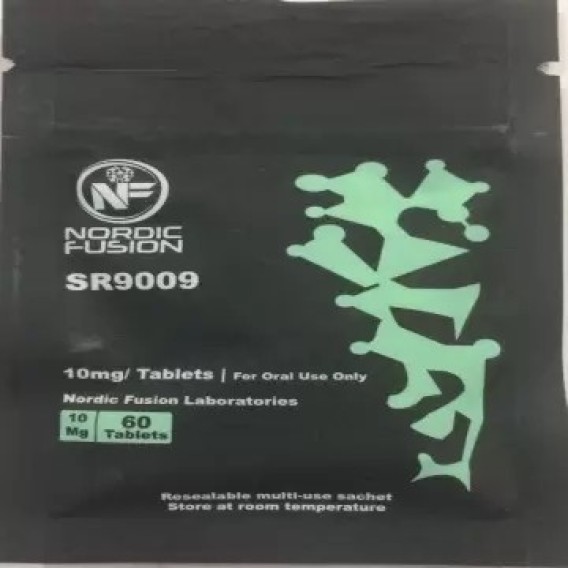 NF
NORDIC
FUSION
SR9009
10mg/ Tablets | For Oral Use Only
Nordic Fusion Laboratories
10 Mg
60 Tablets
Resealable multi-use sachet
Store at room temperature